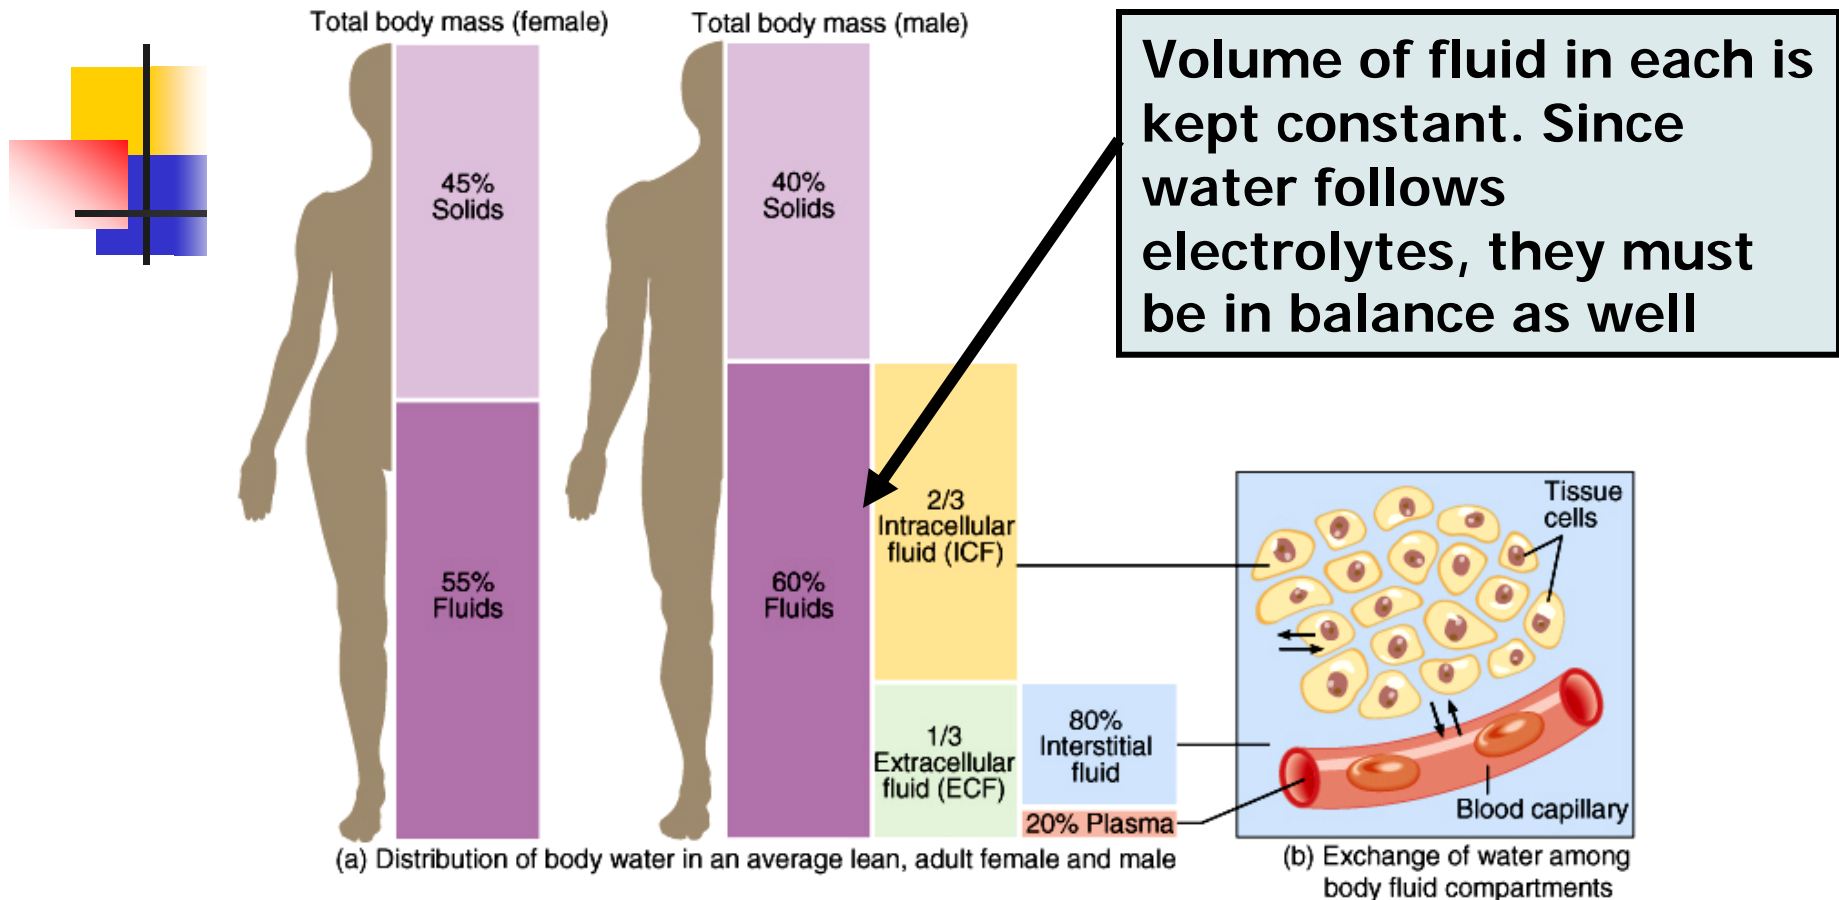 Total body mass (female)
Total body mass (male)
Volume of fluid in each is
kept constant. Since
water follows
electrolytes, they must
be in balance as well
45%
Solids
40%
Solids
55%
Fluids
60%
Fluids
2/3
Intracellular
fluid (ICF)
1/3
Extracellular
fluid (ECF)
80%
Interstitial
fluid
20% Plasma
Tissue
cells
Blood capillary
(a) Distribution of body water in an average lean, adult female and male
(b) Exchange of water among
body fluid compartments